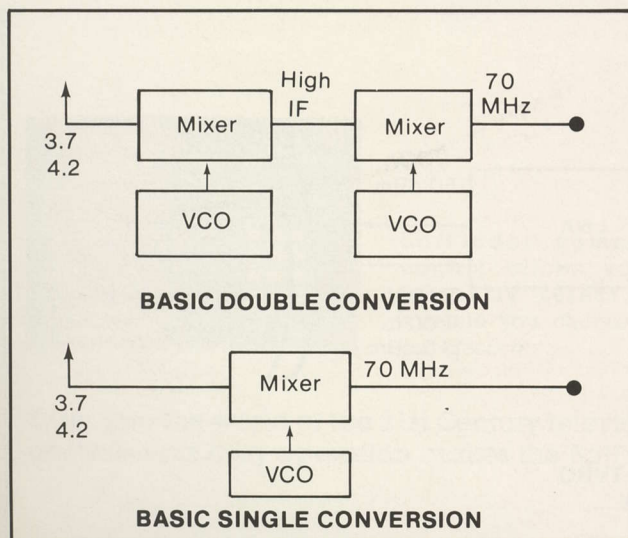 High
IF
70
MHz
Mixer
Mixer
3.7
4.2
VCO
VCO
BASIC DOUBLE CONVERSION
Mixer
70 MHz
3.7
4.2
VCO
BASIC SINGLE CONVERSION